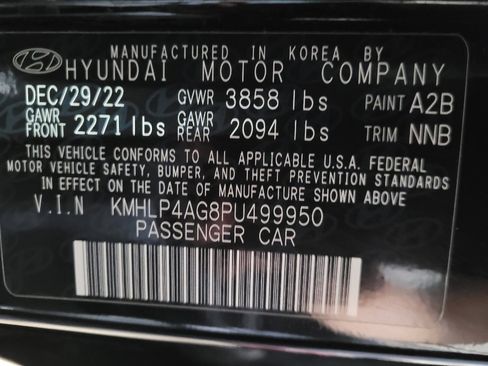 MANUFACTURED IN KOREA BY
HYUNDAI MOTOR COMPANY
DEC/29/22 GVWR 3858 lbs PAINT A2B
GAWR FRONT 2271 lbs GAWR REAR 2094 lbs TRIM NNB
THIS VEHICLE CONFORMS TO ALL APPLICABLE U.S.A. FEDERAL
MOTOR VEHICLE SAFETY, BUMPER, AND THEFT PREVENTION STANDARDS
IN EFFECT ON THE DATE OF MANUFACTURE SHOWN ABOVE
V.I.N KMHLP4AG8PU499950
PASSENGER CAR